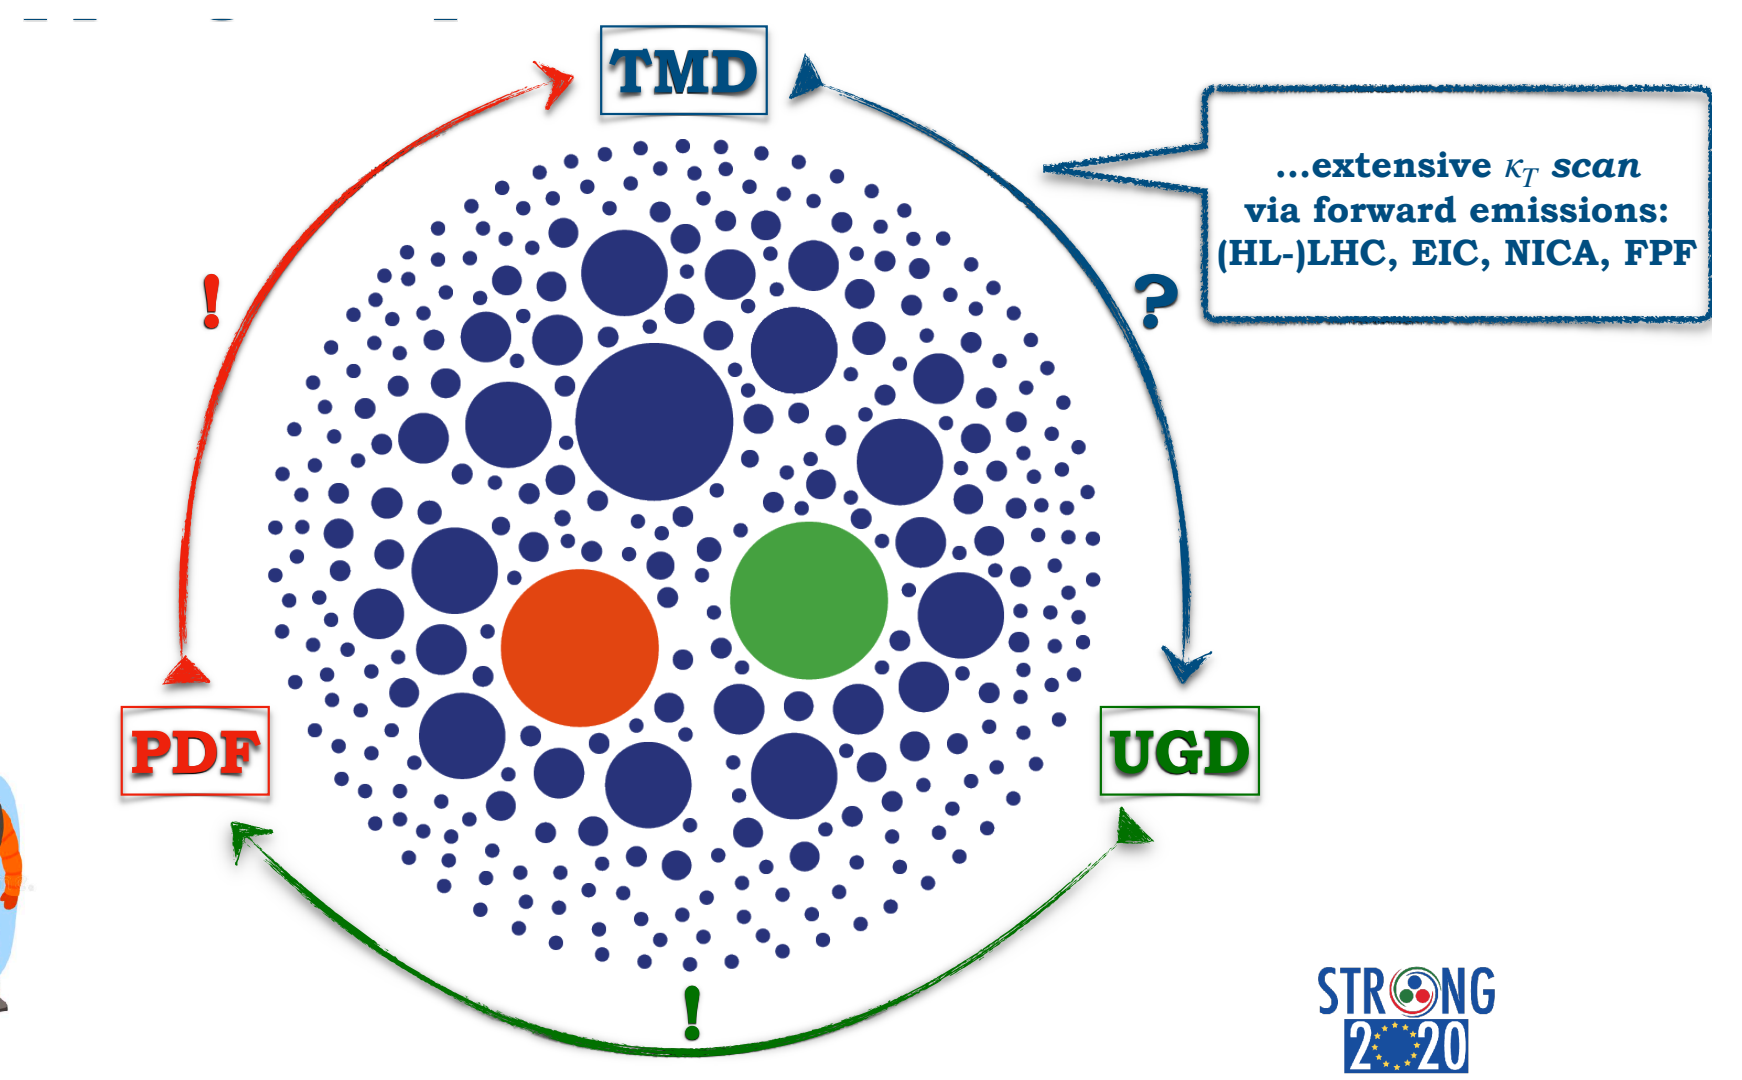 TMD
...extensive κ_T scan
via forward emissions:
(HL-)LHC, EIC, NICA, FPF
!
?
PDF
UGD
!
STRONG
2020